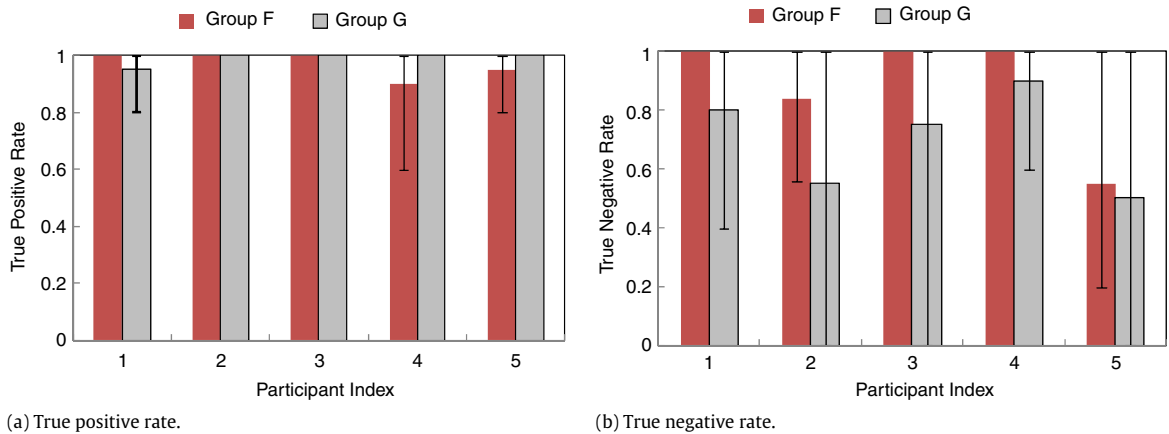 Group F Group G
True Positive Rate
1
0.8
0.6
0.4
0.2
0
1 2 3 4 5
Participant Index
(a) True positive rate.
Group F Group G
True Negative Rate
1
0.8
0.6
0.4
0.2
0
1 2 3 4 5
Participant Index
(b) True negative rate.